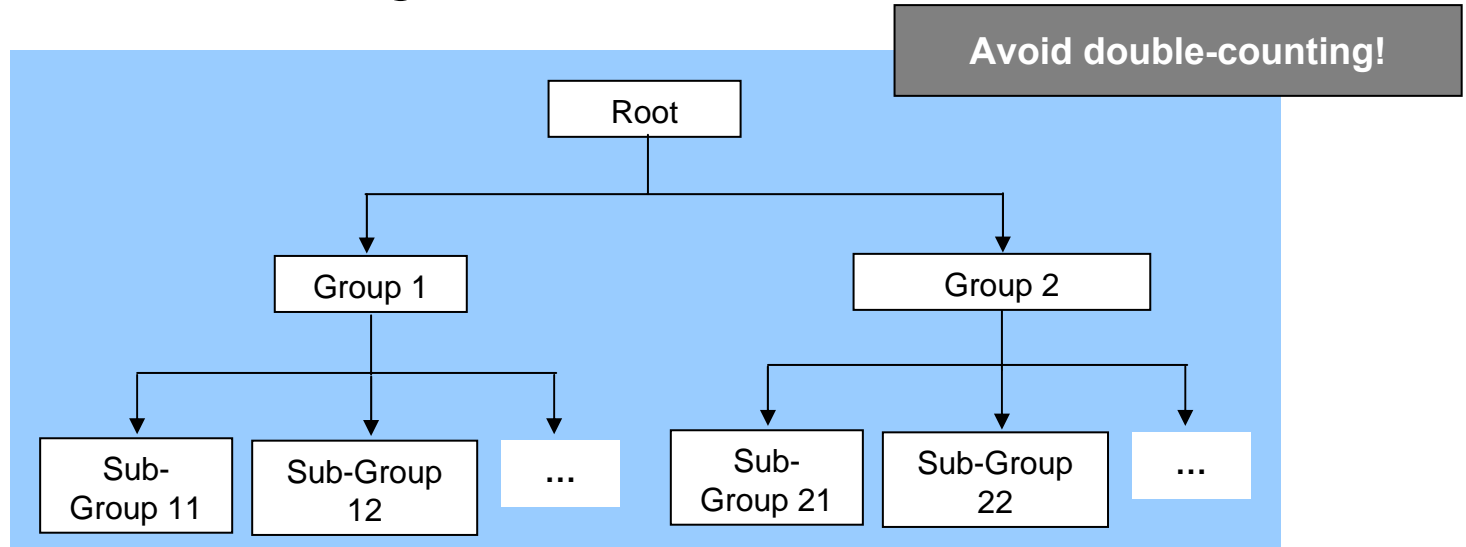 Avoid double-counting!
Root
Group 1
Group 2
Sub-
Group 11
Sub-Group
12
...
Sub-
Group 21
Sub-Group
22
...